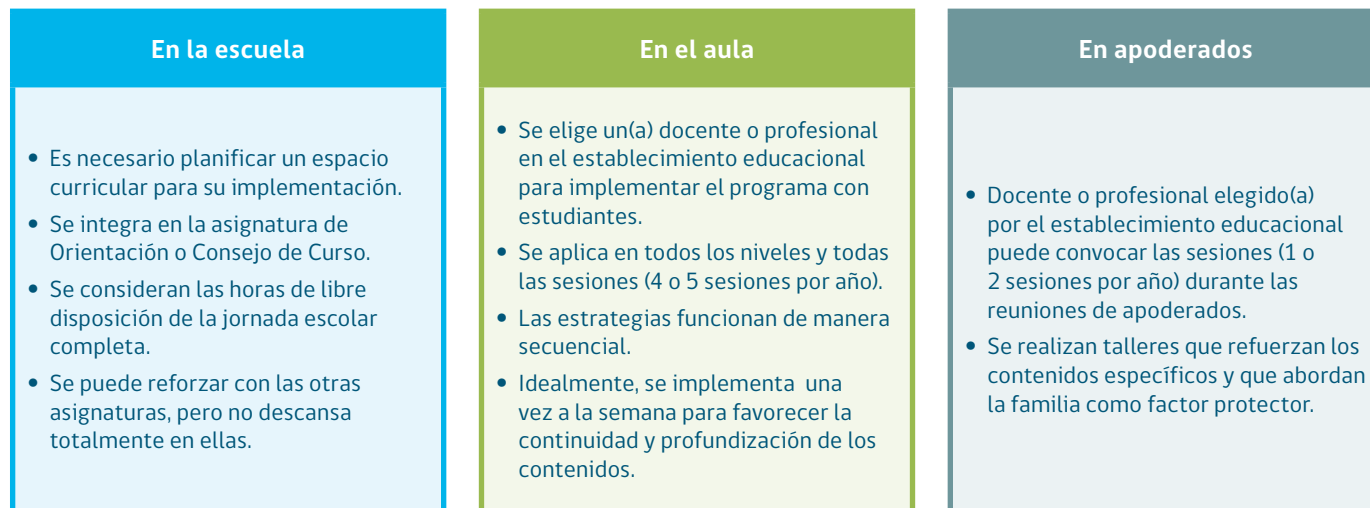 En la escuela
• Es necesario planificar un espacio
curricular para su implementación.
• Se integra en la asignatura de
Orientación o Consejo de Curso.
• Se consideran las horas de libre
disposición de la jornada escolar
completa.
• Se puede reforzar con las otras
asignaturas, pero no descansa
totalmente en ellas.
En el aula
• Se elige un(a) docente o profesional
en el establecimiento educacional
para implementar el programa con
estudiantes.
• Se aplica en todos los niveles y todas
las sesiones (4 o 5 sesiones por año).
• Las estrategias funcionan de manera
secuencial.
• Idealmente, se implementa una
vez a la semana para favorecer la
continuidad y profundización de los
contenidos.
En apoderados
• Docente o profesional elegido(a)
por el establecimiento educacional
puede convocar las sesiones (1 o
2 sesiones por año) durante las
reuniones de apoderados.
• Se realizan talleres que refuerzan los
contenidos específicos y que abordan
la familia como factor protector.